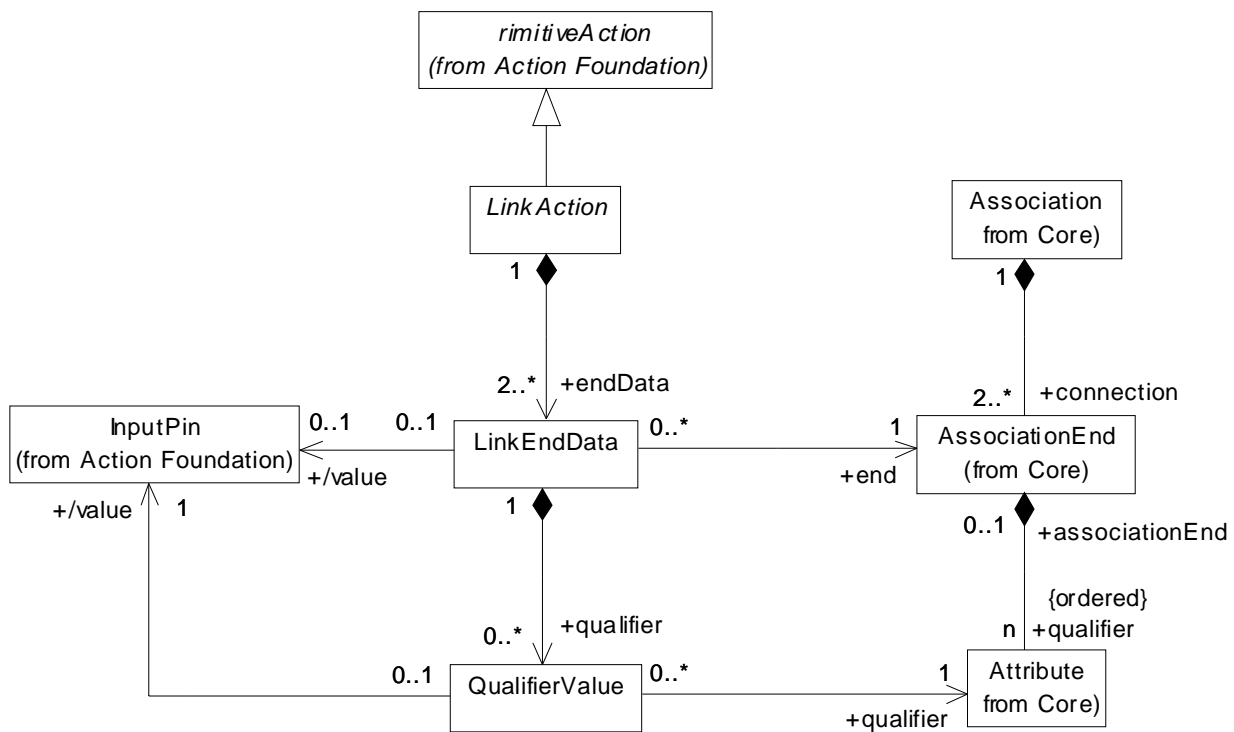 rimitiveAction
(from Action Foundation)
LinkAction
Association
from Core)
1
1
2..* +endData
2..* +connection
InputPin
(from Action Foundation)
0..1 0..1
+/value
LinkEndData
0..* 1
+end
AssociationEnd
(from Core)
+/value 1
1
0..1 +associationEnd
{ordered}
n +qualifier
0..* +qualifier
0..1
QualifierValue
0..* 1
+qualifier
Attribute
from Core)